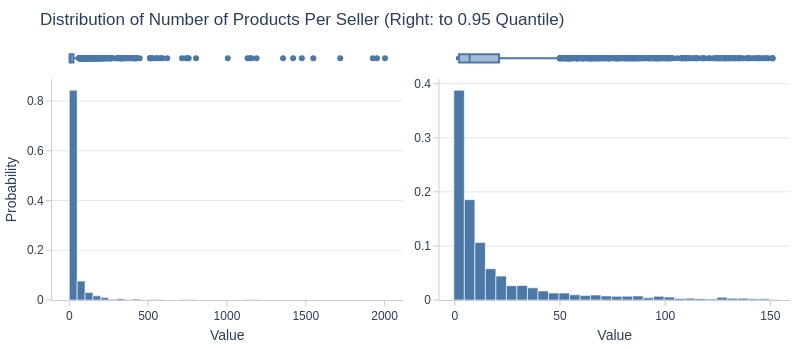 Distribution of Number of Products Per Seller (Right: to 0.95 Quantile)
Probability
0.8
0.6
0.4
0.2
0
0 500 1000 1500 2000
Value
0.4
0.3
0.2
0.1
0
0 50 100 150
Value